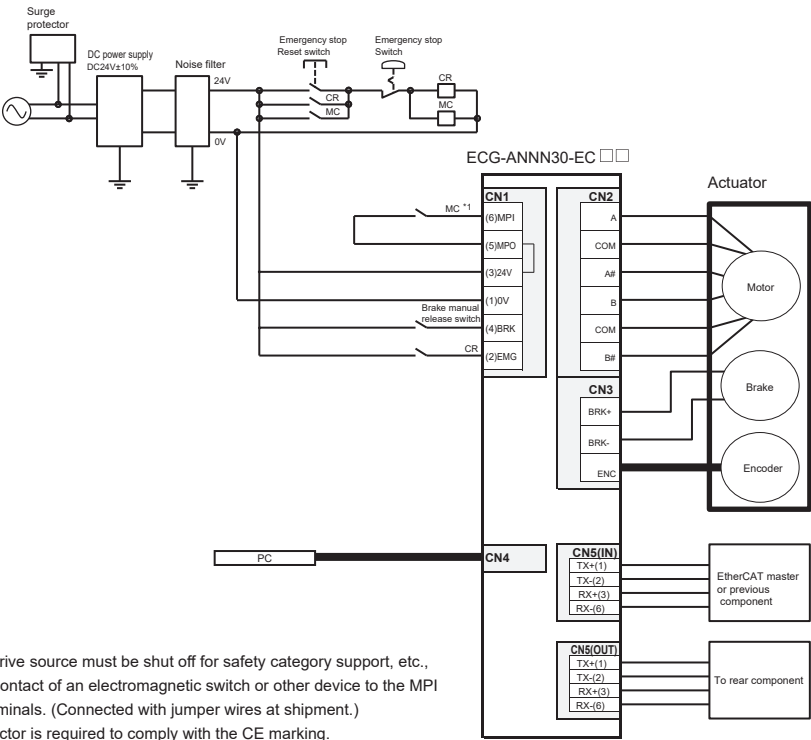 Surge
protector
DC power supply
DC24V±10%
Noise filter
24V
0V
Emergency stop
Reset switch
Emergency stop
Switch
CR
MC
CR
MC
ECG-ANNN30-EC □□
Actuator
CN1
MC *1
(6)MPI
(5)MPO
(3)24V
(1)0V
Brake manual
release switch
(4)BRK
CR
(2)EMG
CN2
A
COM
A#
B
COM
B#
Motor
CN3
BRK+
BRK-
ENC
Brake
Encoder
PC
CN4
CN5(IN)
TX+(1)
TX-(2)
RX+(3)
RX-(6)
EtherCAT master
or previous
component
CN5(OUT)
TX+(1)
TX-(2)
RX+(3)
RX-(6)
To rear component
source must be shut off for safety category support, etc.,
of an electromagnetic switch or other device to the MPI
(Connected with jumper wires at shipment.)
is required to comply with the CE marking.